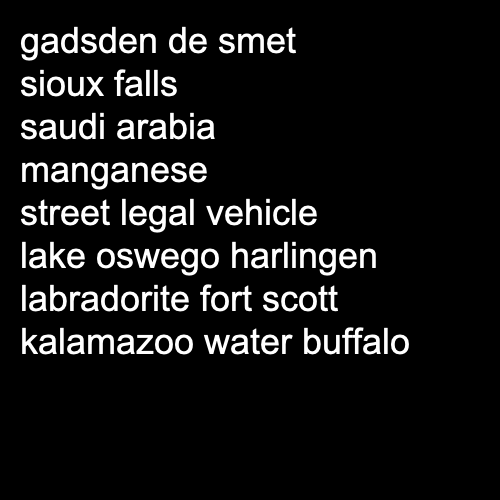 gadsden de smet
sioux falls
saudi arabia
manganese
street legal vehicle
lake oswego harlingen
labradorite fort scott
kalamazoo water buffalo